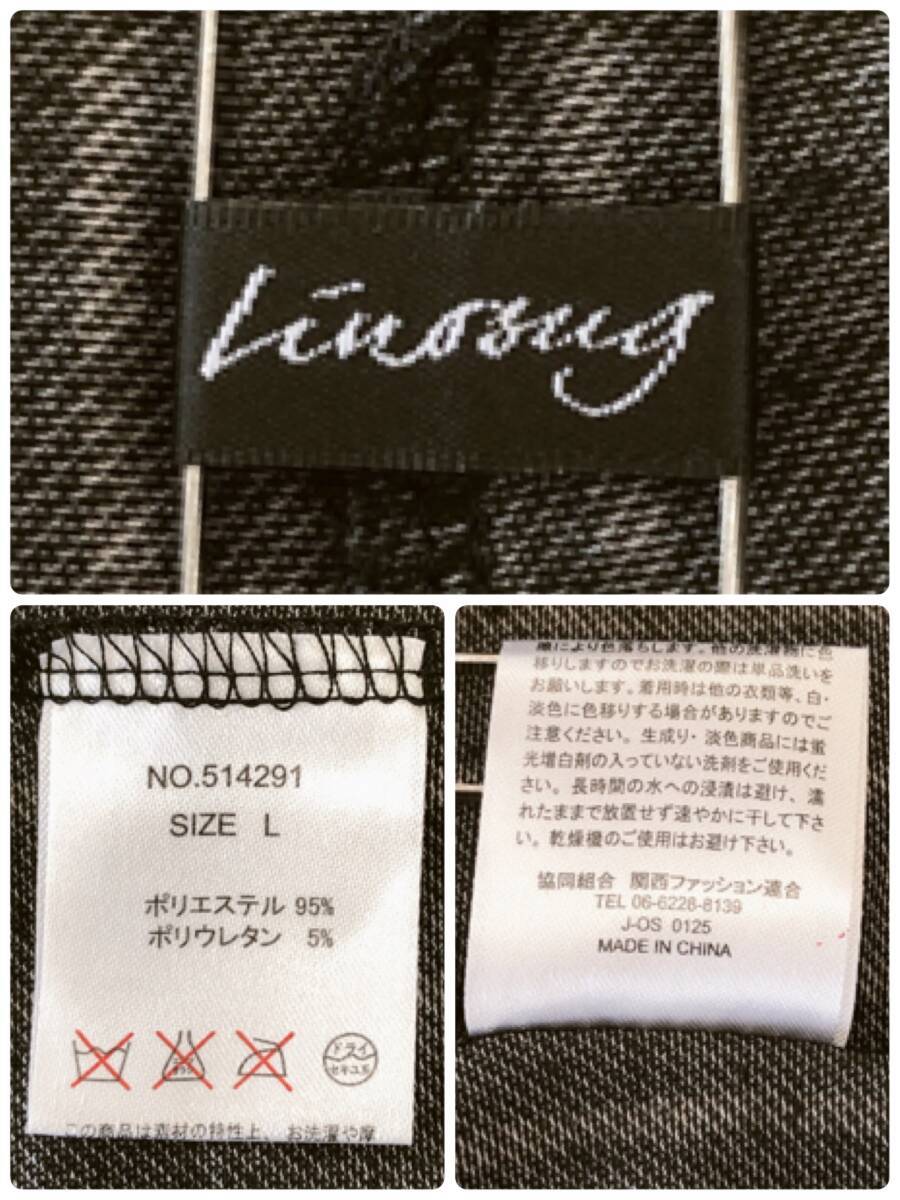 Linosug
NO.514291
SIZE L
ポリエステル 95%
ポリウレタン 5%
ドライ
セキユ系
この商品は素材の特性上、お洗濯や摩
擦により色落ちします。他の洗濯物に色
移りしますのでお洗濯の際は単品洗いを
お願いします。着用時は他の衣類等、白・
淡色に色移りする場合がありますのでご
注意ください。生成り・淡色商品には蛍
光増白剤の入っていない洗剤をご使用くだ
さい。長時間の水への浸漬は避け、濡
れたままで放置せず速やかに干して下さ
い。乾燥機のご使用はお避け下さい。
協同組合 関西ファッション連合
TEL 06-6228-8139
J-OS 0125
MADE IN CHINA